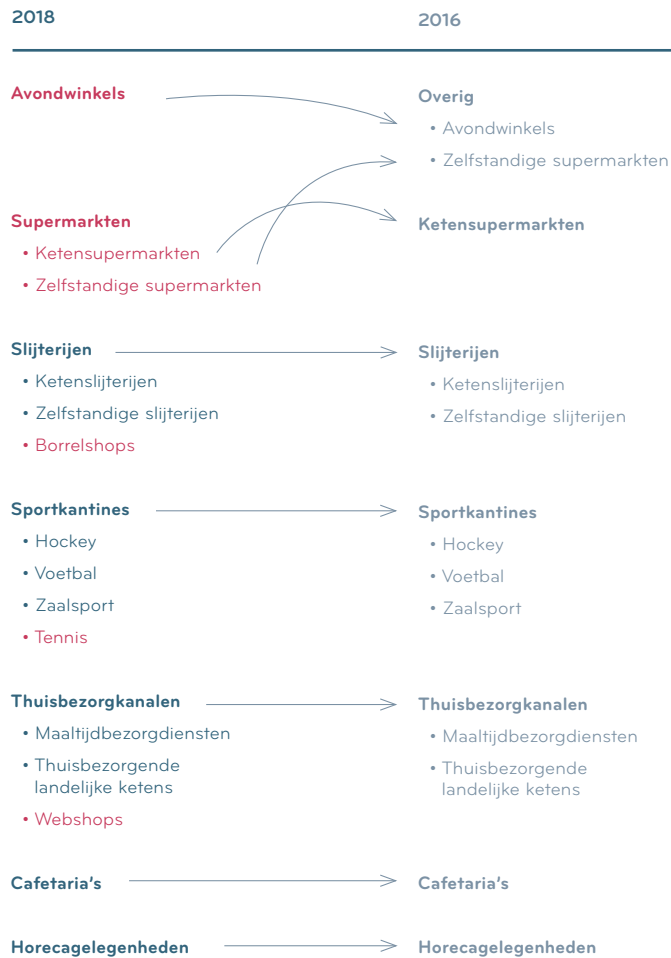 2018
Avondwinkels
Supermarkten
• Ketensupermarkten
• Zelfstandige supermarkten
Slijterijen
• Ketenslijterijen
• Zelfstandige slijterijen
• Borrelshops
Sportkantines
• Hockey
• Voetbal
• Zaalsport
• Tennis
Thuisbezorgkanalen
• Maaltijdbezorgdiensten
• Thuisbezorgende
landelijke ketens
• Webshops
Cafetaria's
Horecagelegenheden
2016
Overig
• Avondwinkels
• Zelfstandige supermarkten
Ketensupermarkten
Slijterijen
• Ketenslijterijen
• Zelfstandige slijterijen
Sportkantines
• Hockey
• Voetbal
• Zaalsport
Thuisbezorgkanalen
• Maaltijdbezorgdiensten
• Thuisbezorgende
landelijke ketens
Cafetaria's
Horecagelegenheden